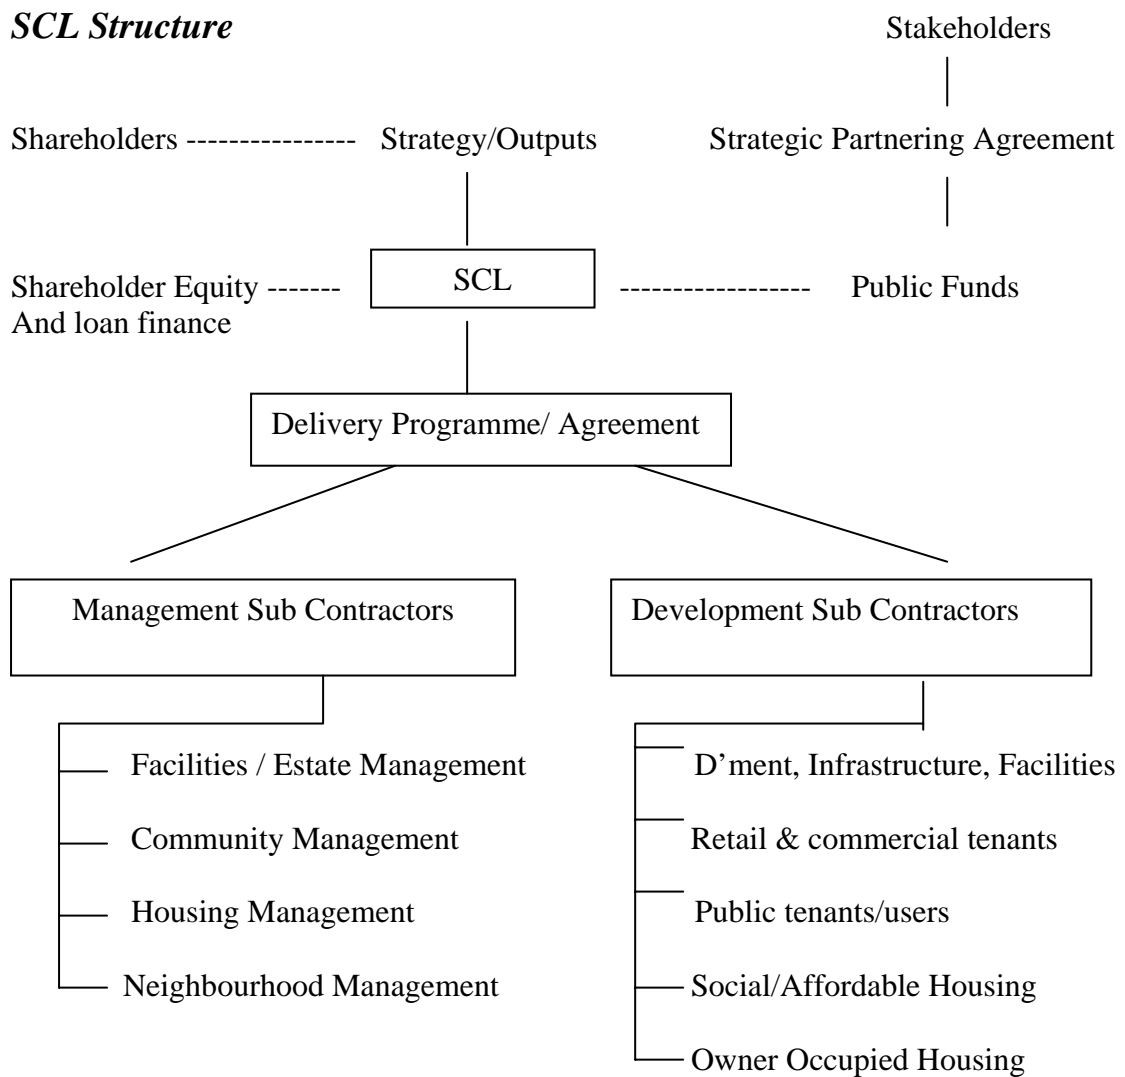 SCL Structure
Stakeholders
Shareholders ---------------- Strategy/Outputs
Strategic Partnering Agreement
Shareholder Equity -------
And loan finance
SCL
------------------ Public Funds
Delivery Programme/ Agreement
Management Sub Contractors
Development Sub Contractors
Facilities / Estate Management
Community Management
Housing Management
Neighbourhood Management
D’ment, Infrastructure, Facilities
Retail & commercial tenants
Public tenants/users
Social/Affordable Housing
Owner Occupied Housing